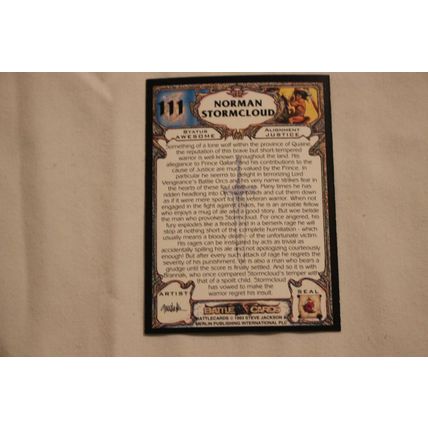 111
NORMAN
STORMCLOUD
STATUS
AWESOME
ALIGNMENT
JUSTICE
Something of a lone wolf within the province of Quiane
the reputation of this brave but short-tempered
warrior is well-known throughout the land. His
allegiance to Prince Gallant and his contributions to the
cause of Justice are much-valued by the Prince. In
particular he seems to delight in terrorizing Lord
Vengeance's Battle Orcs and his very name strikes fear in
the hearts of these foul creatures. Many times he has
ridden headlong into Orc and cut them down
as if it were mere sport to a veteran warrior. When not
engaged in the fight against chaos, he is an amiable fellow
who enjoys a mug of ale and a good story. But woe betide
the man who provokes Stormcloud. For once angered, his
fury explodes like a fireball and in a berserk rage he will
stop at nothing short of the complete humiliation - which
usually means a bloody death - of the unfortunate victim.
His rages can be instigated by acts as trivial as
accidentally spilling his ale and not apologizing courteously
enough! But after every such attack of rage he regrets the
severity of his punishment. He is also a man who bears a
grudge until the score is finally settled. And so it is with
who once compared Stormcloud's temper with
that of a spoilt child. Stormcloud
has vowed to make the
warrior regret his insult.
ARTIST
SEAL
BATTLE CARDS
BATTLECARDS © 1993 STEVE JACKSON &
MERLIN PUBLISHING INTERNATIONAL PLC